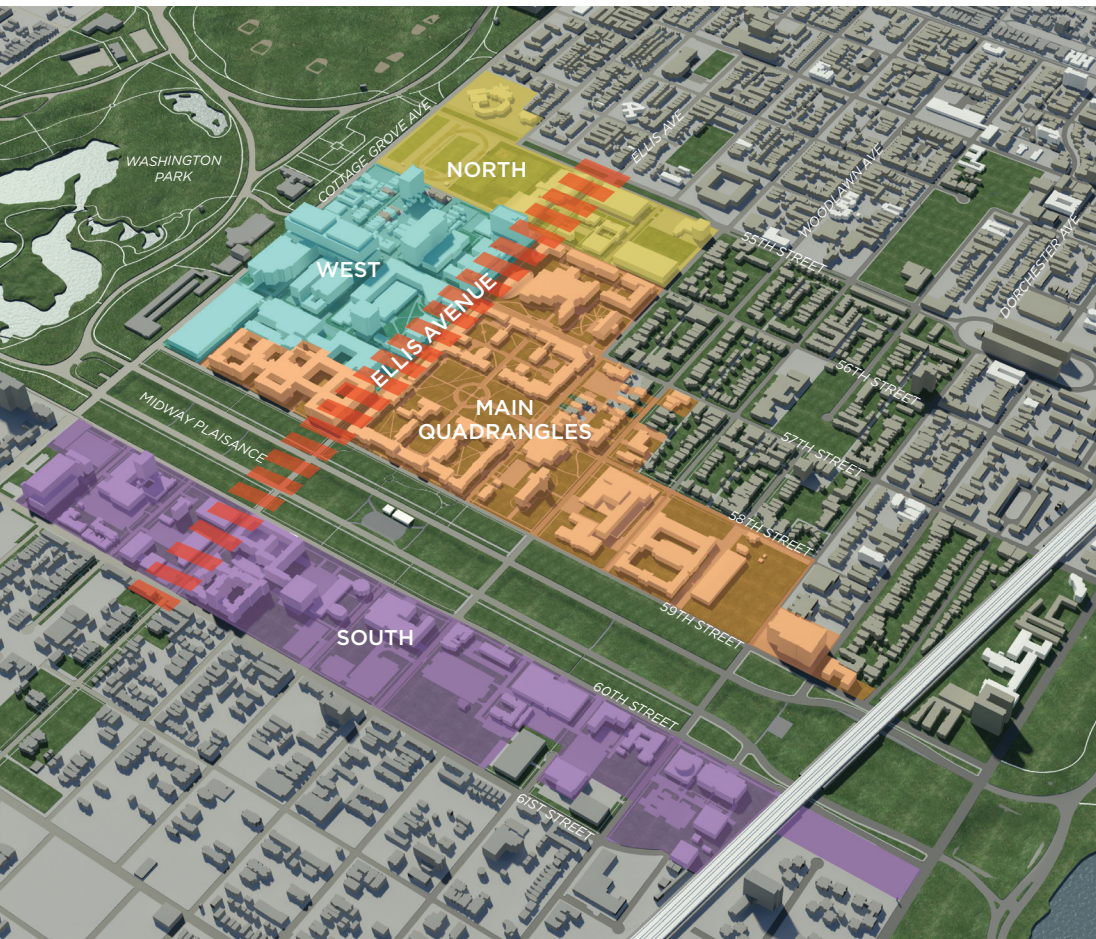 WASHINGTON
PARK
COTTAGE GROVE AVE
NORTH
ELLIS AVE
WOODLAWN AVE
55TH STREET
DORCHESTER AVE
WEST
ELLIS AVENUE
56TH STREET
MIDWAY PLAISANCE
MAIN
QUADRANGLES
57TH STREET
58TH STREET
59TH STREET
SOUTH
60TH STREET
61ST STREET